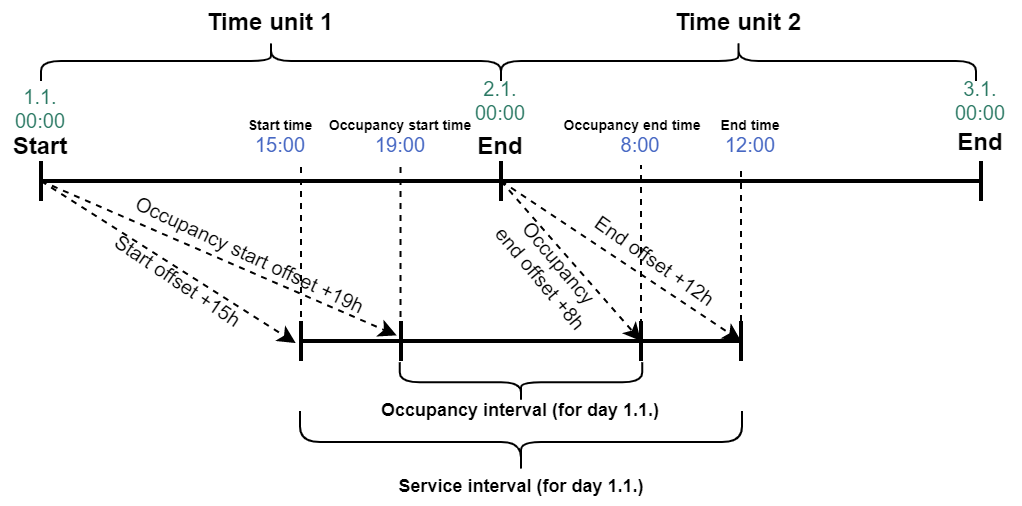 Time unit 1
Time unit 2
1.1.
00:00
Start
2.1.
00:00
End
3.1.
00:00
End
Start time
15:00
Occupancy start time
19:00
Occupancy end time
8:00
End time
12:00
Occupancy start offset +19h
Start offset +15h
Occupancy
end offset +8h
End offset +12h
Occupancy interval (for day 1.1.)
Service interval (for day 1.1.)